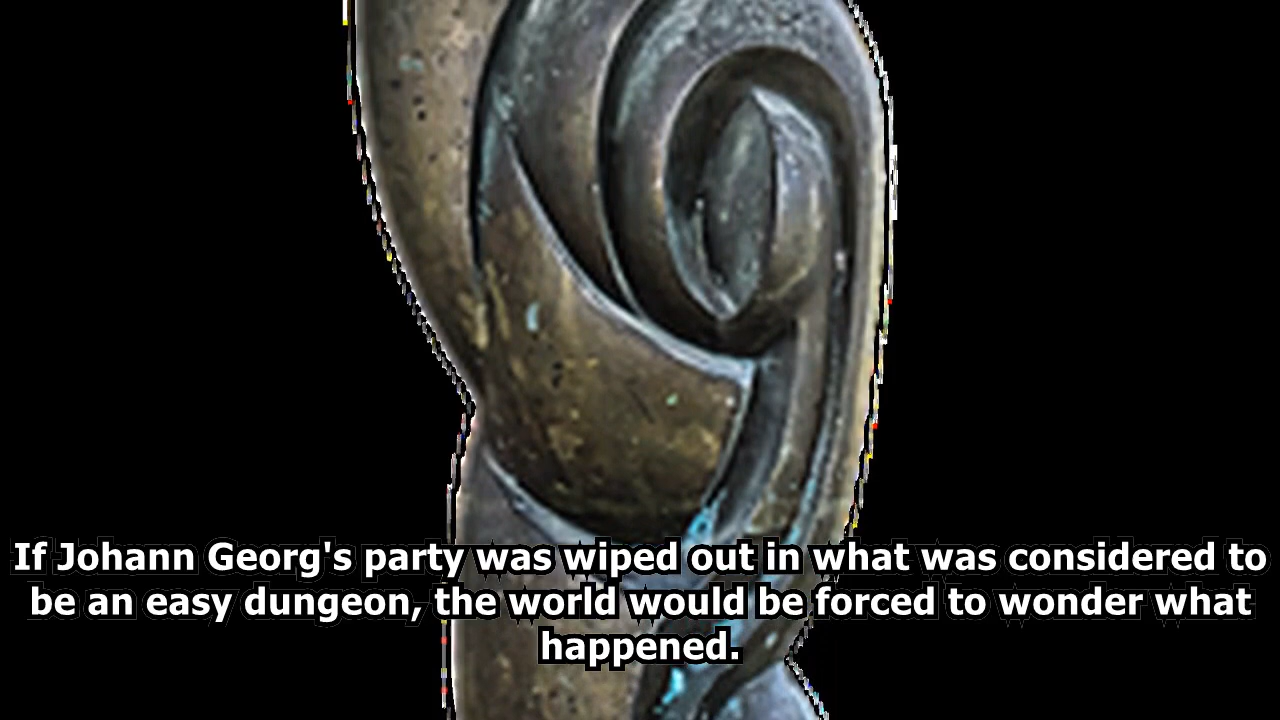 If Johann Georg's party was wiped out in what was considered to
be an easy dungeon, the world would be forced to wonder what
happened.